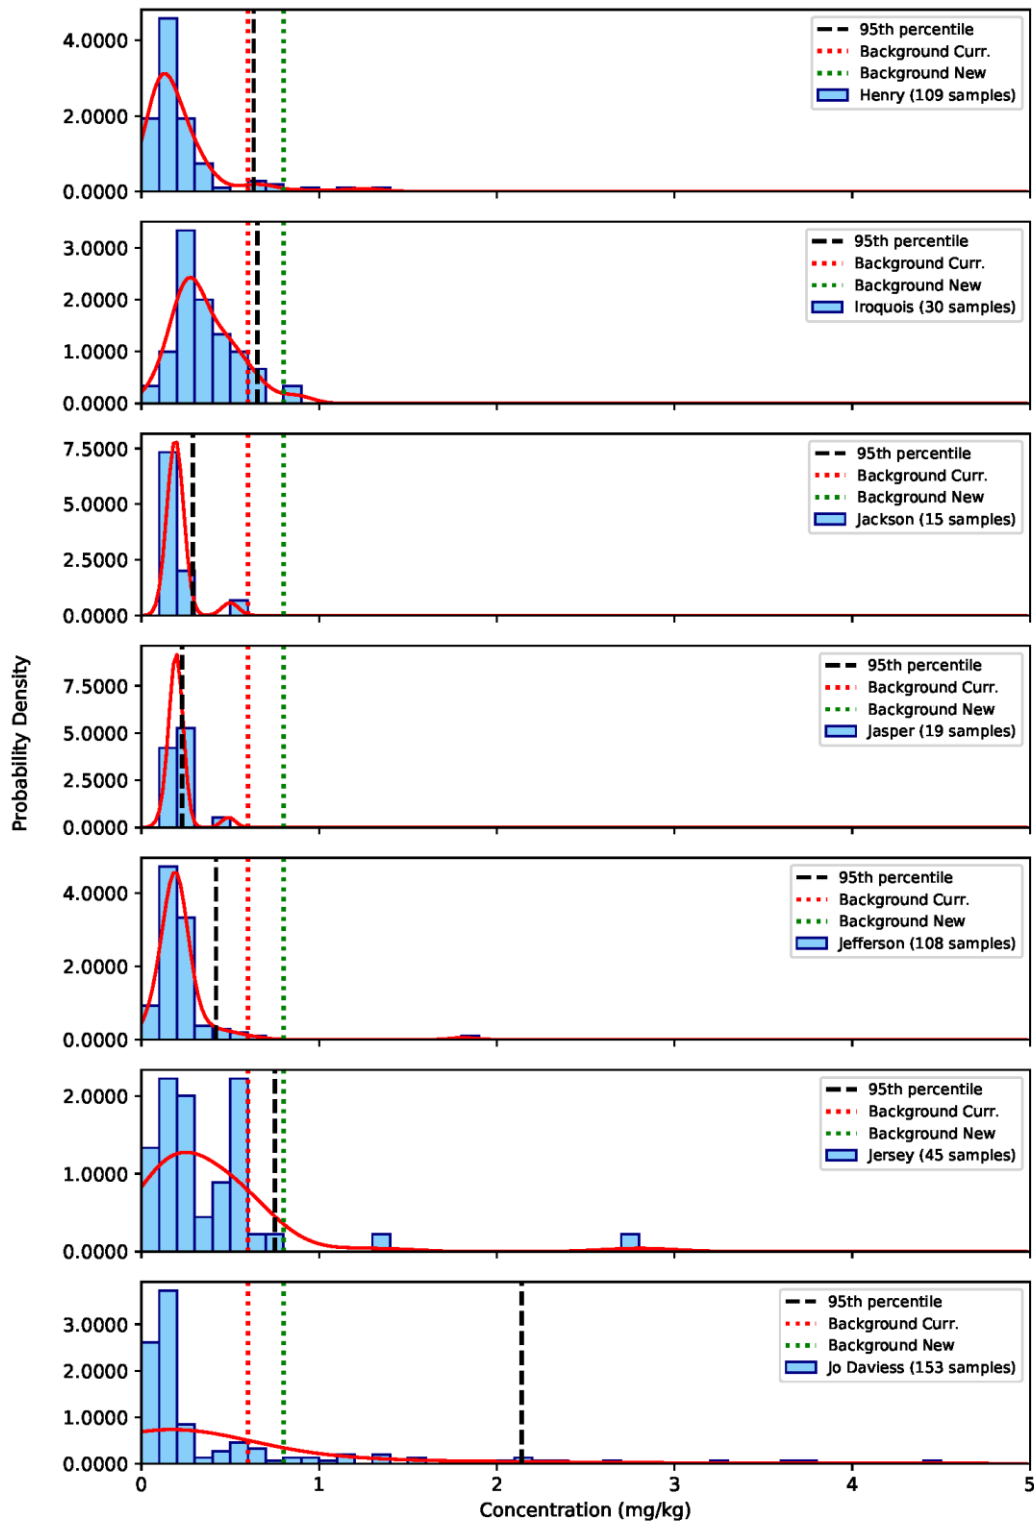 4.0000
2.0000
0.0000
95th percentile
Background Curr.
Background New
Henry (109 samples)
3.0000
2.0000
1.0000
0.0000
95th percentile
Background Curr.
Background New
Iroquois (30 samples)
7.5000
5.0000
2.5000
0.0000
95th percentile
Background Curr.
Background New
Jackson (15 samples)
Probability Density
7.5000
5.0000
2.5000
0.0000
95th percentile
Background Curr.
Background New
Jasper (19 samples)
4.0000
2.0000
0.0000
95th percentile
Background Curr.
Background New
Jefferson (108 samples)
2.0000
1.0000
0.0000
95th percentile
Background Curr.
Background New
Jersey (45 samples)
3.0000
2.0000
1.0000
0.0000
95th percentile
Background Curr.
Background New
Jo Daviess (153 samples)
0 1 2 3 4 5
Concentration (mg/kg)